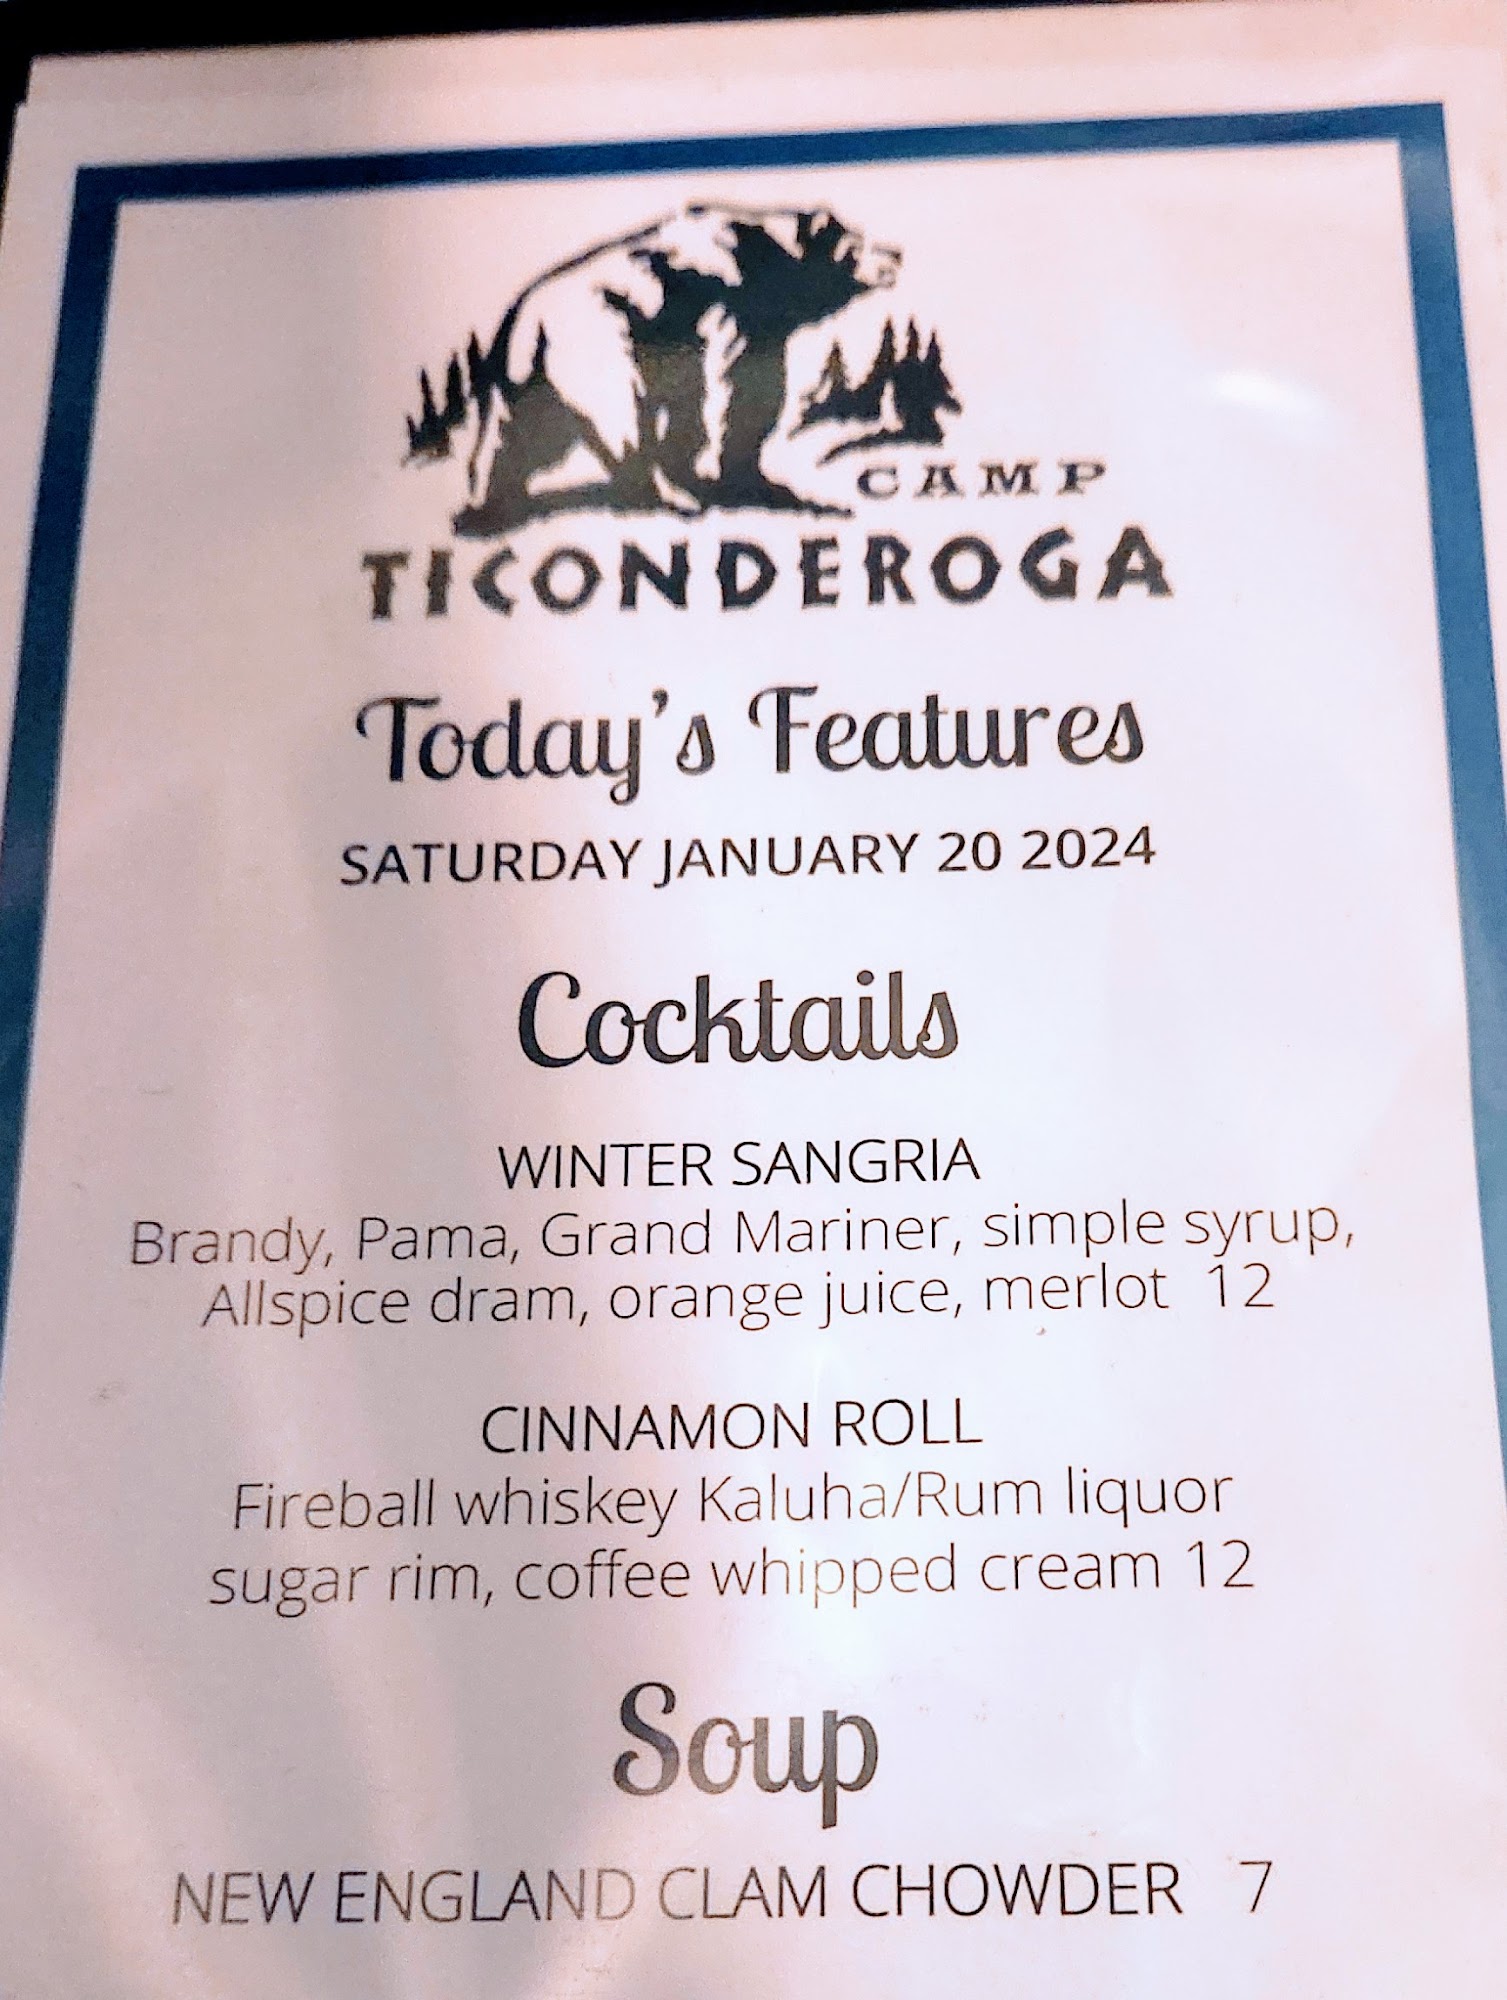 CAMP
TICONDEROGA
Today's Features
SATURDAY JANUARY 20 2024
Cocktails
WINTER SANGRIA
Brandy, Pama, Grand Mariner, simple syrup,
Allspice dram, orange juice, merlot 12
CINNAMON ROLL
Fireball whiskey Kaluha/Rum liquor
sugar rim, coffee whipped cream 12
Soup
NEW ENGLAND CLAM CHOWDER 7